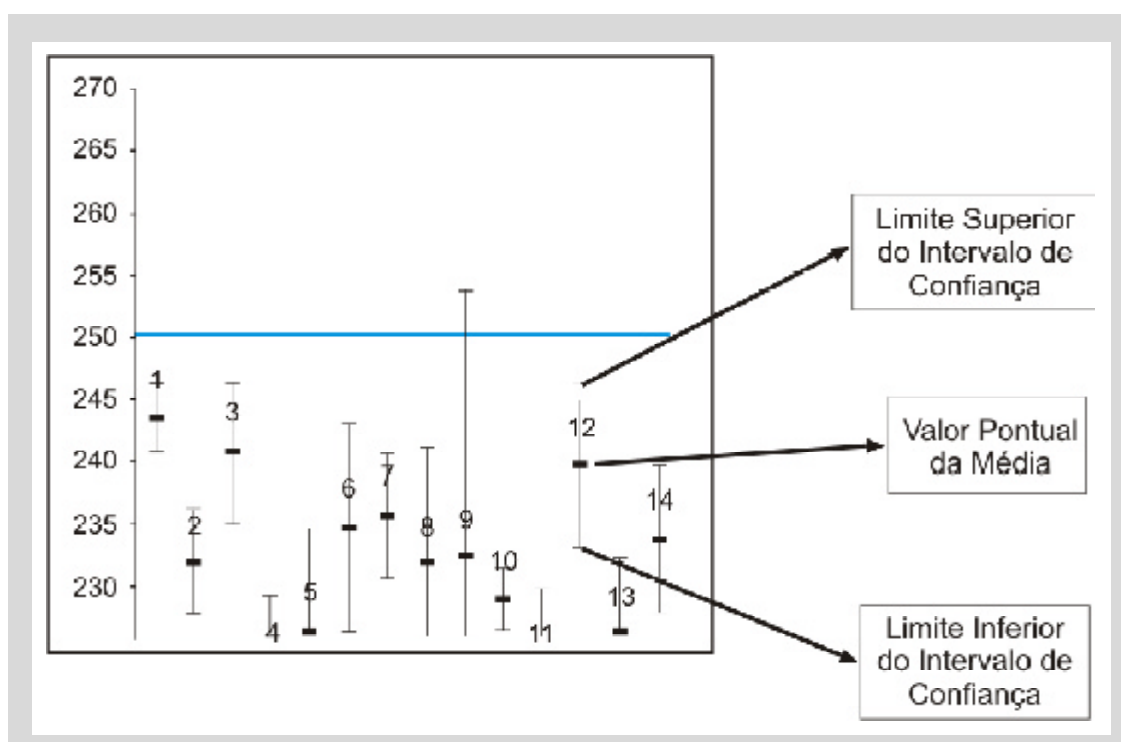 270
265
260
255
250
245
240
235
230
1
2
3
4
5
6
7
8
9
10
11
12
13
14
Limite Superior
do Intervalo de
Confiança
Valor Pontual
da Média
Limite Inferior
do Intervalo de
Confiança